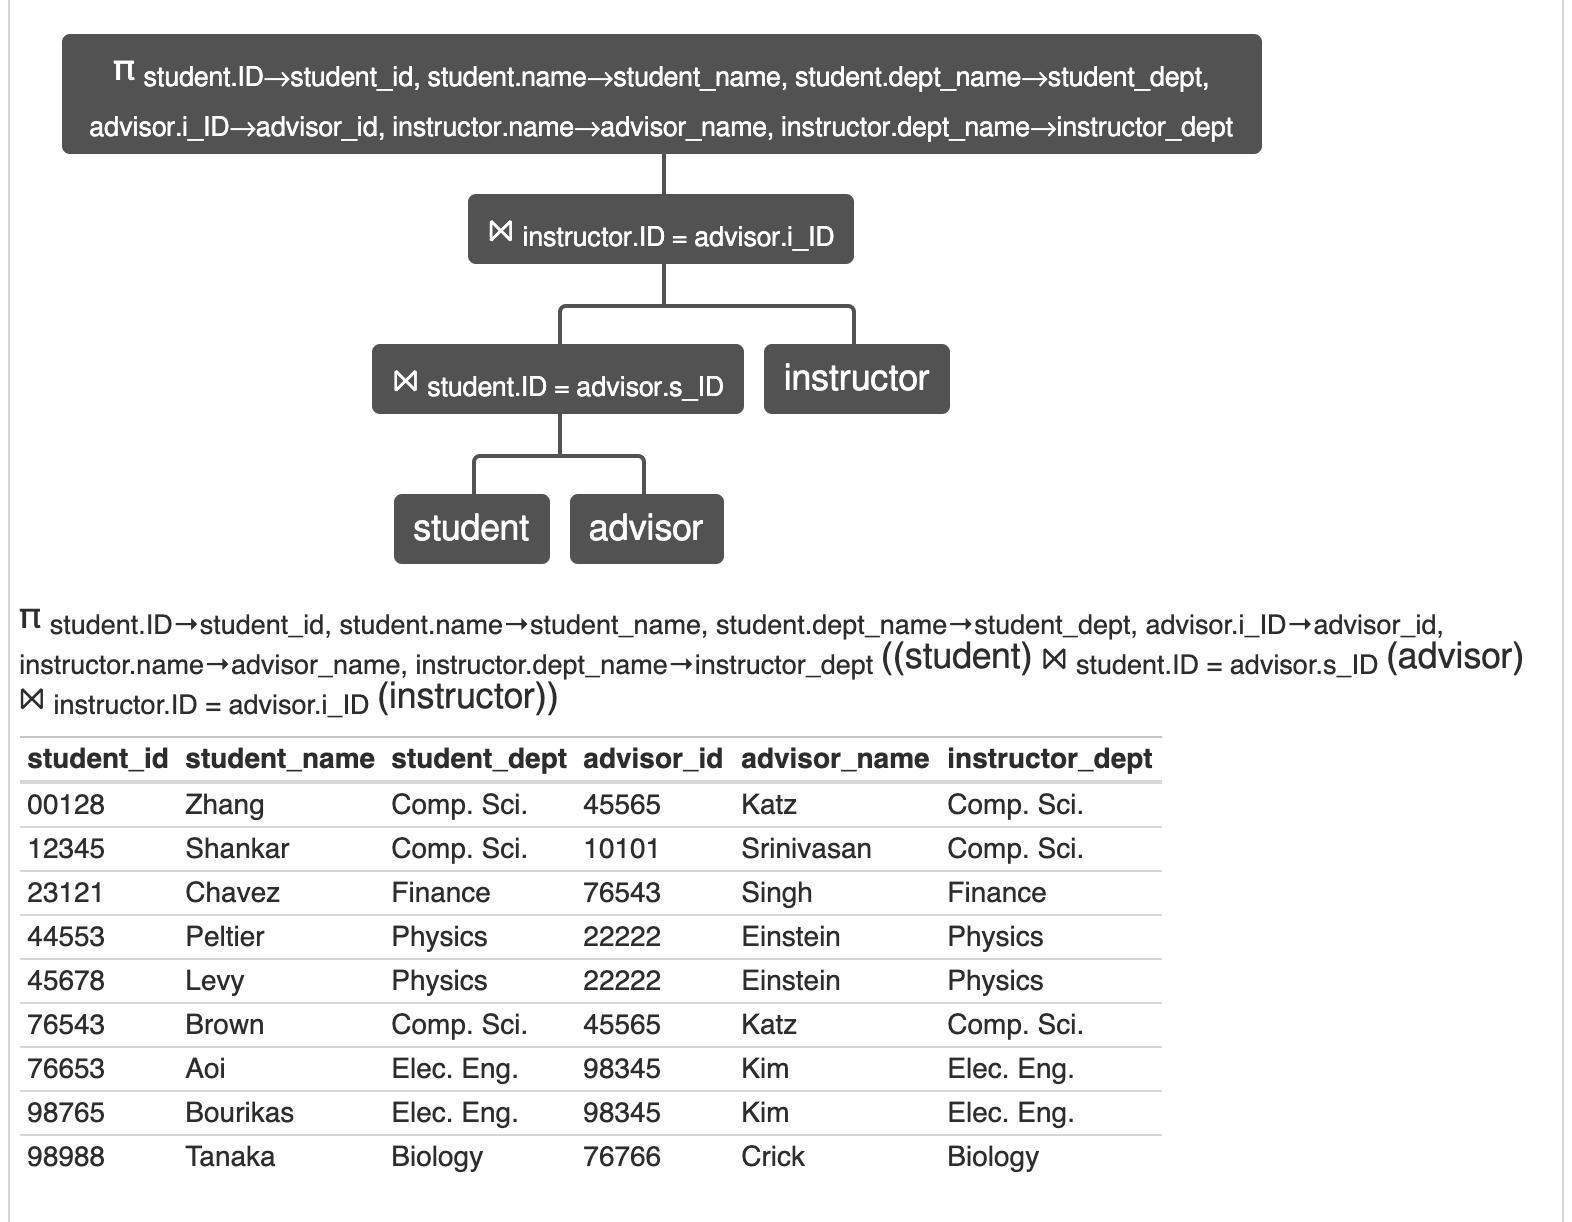 π student.ID→student_id, student.name→student_name, student.dept_name→student_dept,
advisor.i_ID→advisor_id, instructor.name→advisor_name, instructor.dept_name→instructor_dept
⋈ instructor.ID = advisor.i_ID
⋈ student.ID = advisor.s_ID
instructor
student
advisor
π student.ID→student_id, student.name→student_name, student.dept_name→student_dept, advisor.i_ID→advisor_id,
instructor.name→advisor_name, instructor.dept_name→instructor_dept ((student) ⋈ student.ID = advisor.s_ID (advisor)
⋈ instructor.ID = advisor.i_ID (instructor))
student_id student_name student_dept advisor_id advisor_name instructor_dept
00128 Zhang Comp. Sci. 45565 Katz Comp. Sci.
12345 Shankar Comp. Sci. 10101 Srinivasan Comp. Sci.
23121 Chavez Finance 76543 Singh Finance
44553 Peltier Physics 22222 Einstein Physics
45678 Levy Physics 22222 Einstein Physics
76543 Brown Comp. Sci. 45565 Katz Comp. Sci.
76653 Aoi Elec. Eng. 98345 Kim Elec. Eng.
98765 Bourikas Elec. Eng. 98345 Kim Elec. Eng.
98988 Tanaka Biology 76766 Crick Biology